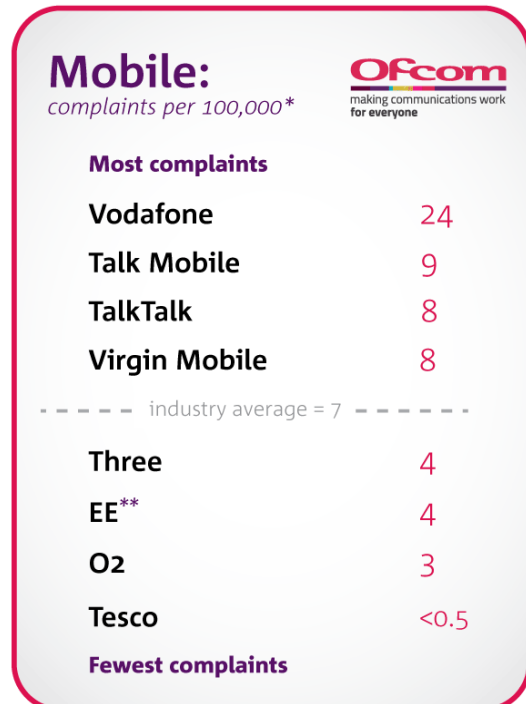 Mobile:
complaints per 100,000*
Ofcom
making communications work
for everyone
Most complaints
Vodafone 24
Talk Mobile 9
TalkTalk 8
Virgin Mobile 8
industry average = 7
Three 4
EE** 4
O2 3
Tesco <0.5
Fewest complaints